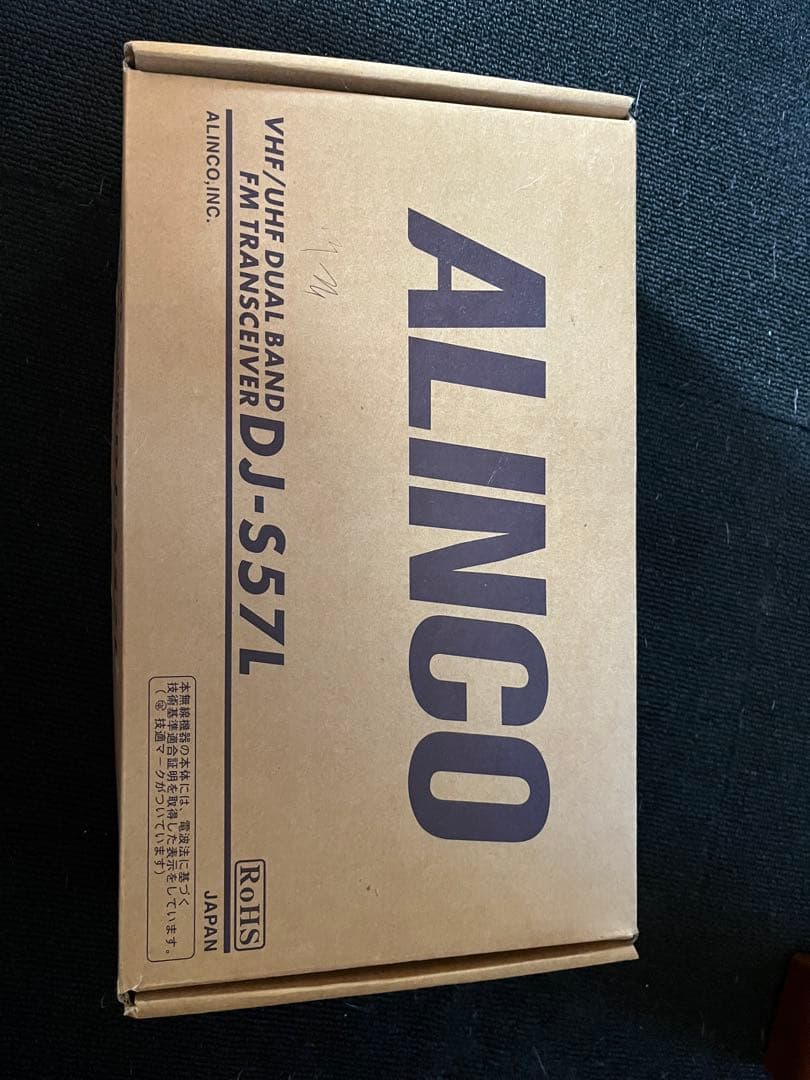 ALINCO
VHF/UHF DUAL BAND
FM TRANSCEIVER DJ-S57L
ALINCO,INC.
RoHS
JAPAN
本無線機器の本体には、電波法に基づく
技術基準適合証明を取得した表示をしています。
( 技適マークがついています)